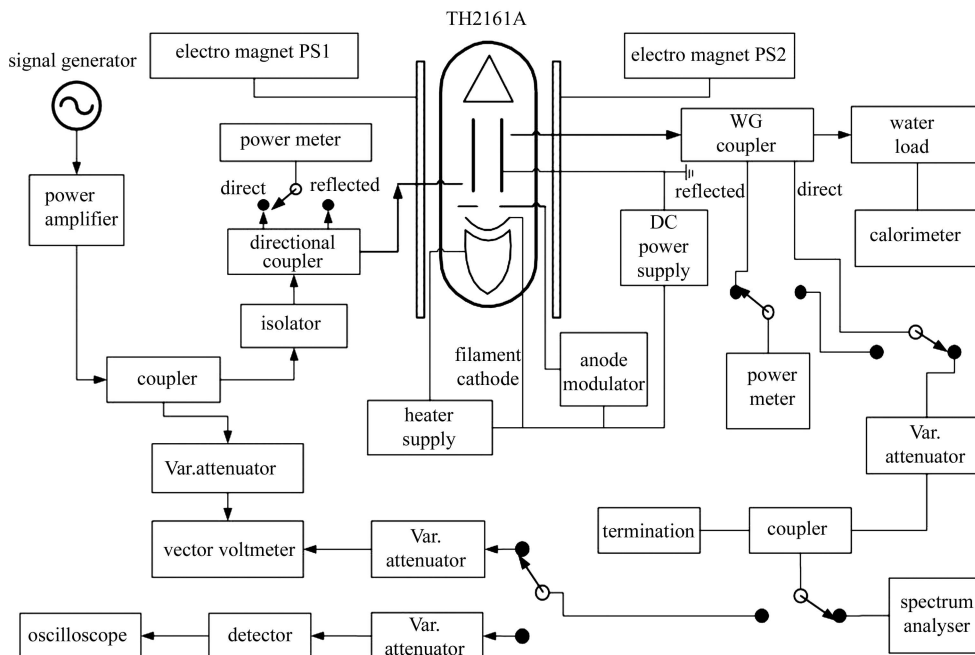 TH2161A
electro magnet PS1
electro magnet PS2
signal generator
power meter
WG
coupler
water
load
direct
reflected
reflected
direct
power
amplifier
directional
coupler
DC
power
supply
calorimeter
isolator
filament
cathode
anode
modulator
power
meter
coupler
heater
supply
Var.
attenuator
Var.attenuator
vector voltmeter
Var.
attenuator
termination
coupler
oscilloscope
detector
Var.
attenuator
spectrum
analyser